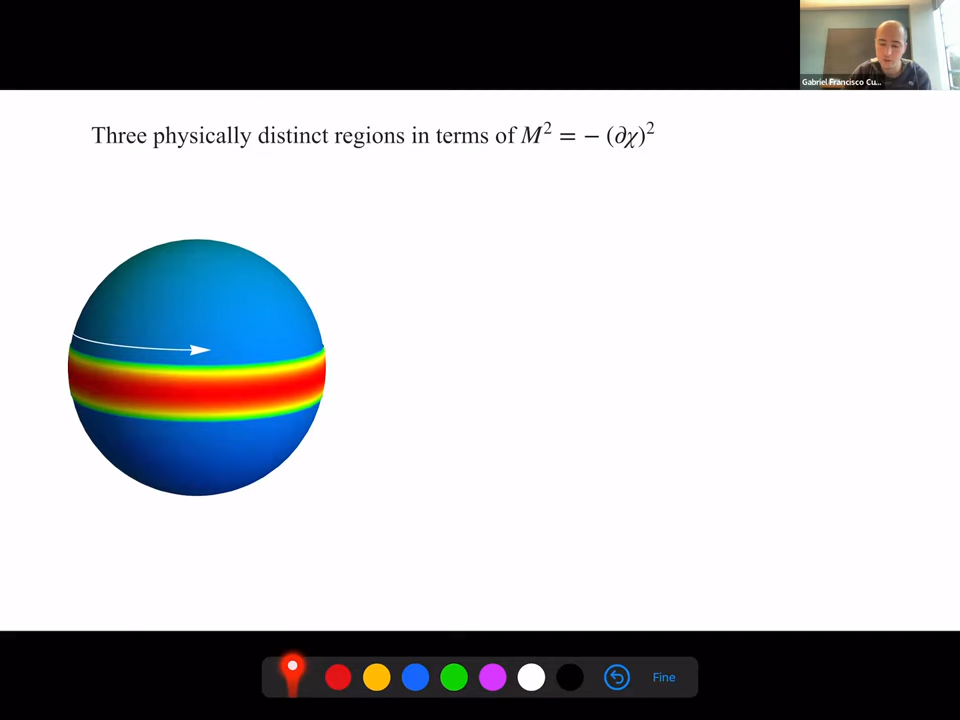 Gabriel Francisco Cu...
Three physically distinct regions in terms of M² = − (∂χ)²
Fine